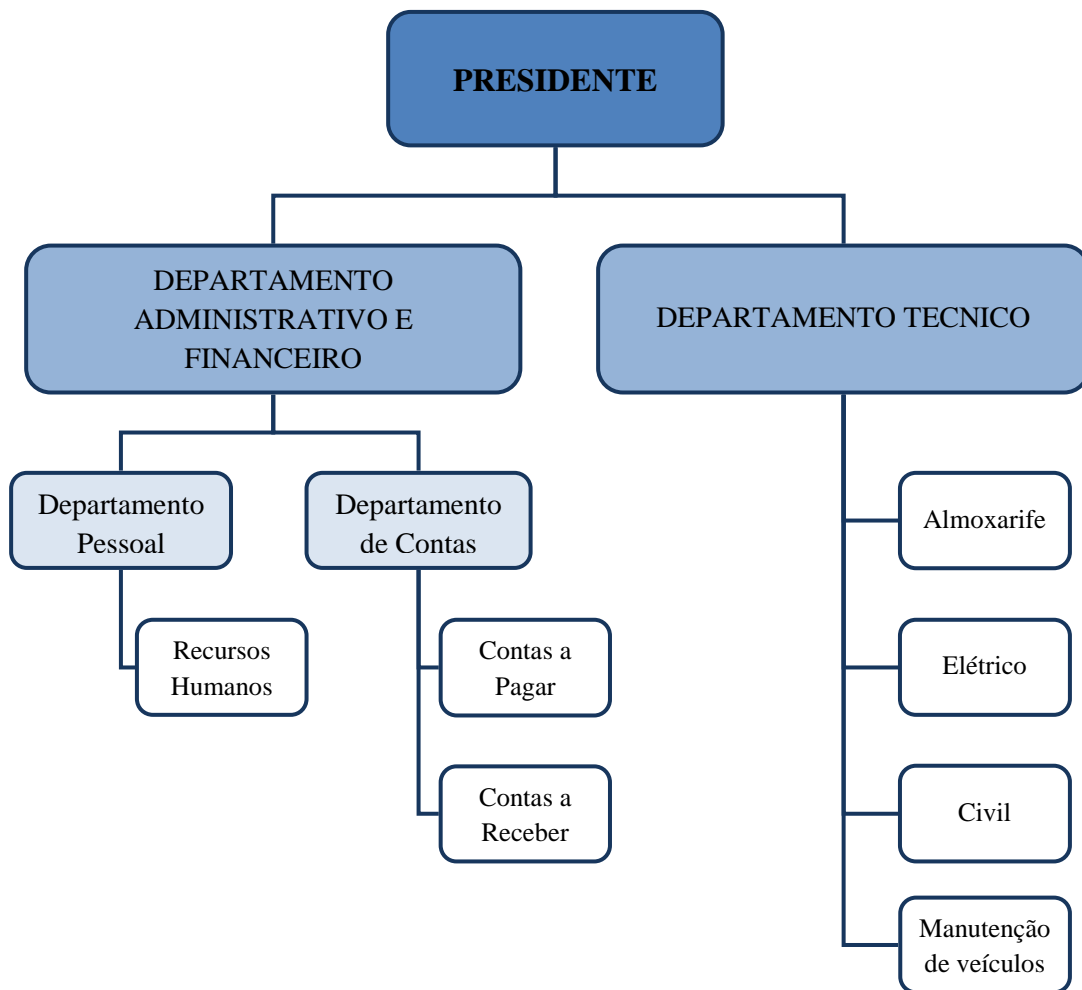 PRESIDENTE
DEPARTAMENTO
ADMINISTRATIVO E
FINANCEIRO
DEPARTAMENTO TECNICO
Departamento
Pessoal
Departamento
de Contas
Recursos
Humanos
Contas a
Pagar
Contas a
Receber
Almoxarife
Elétrico
Civil
Manutenção
de veículos